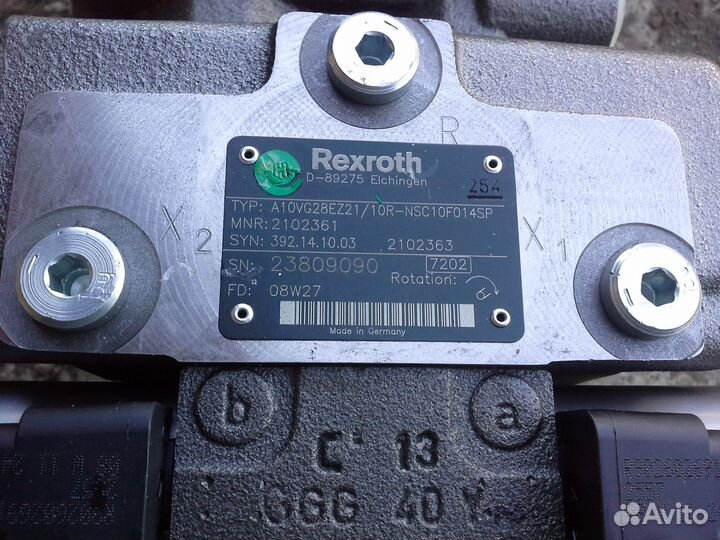 R
Rexroth
D-89275 Elchingen
254
TYP: A10VG28EZ21/10R-NSC10F014SP
MNR: 2102361
SYN: 392.14.10.03 2102363
SN: 23809090 7202
Rotation:
FD: 08W27
Made in Germany
X2
X1
b
a
C 13
GGG 40
Avito